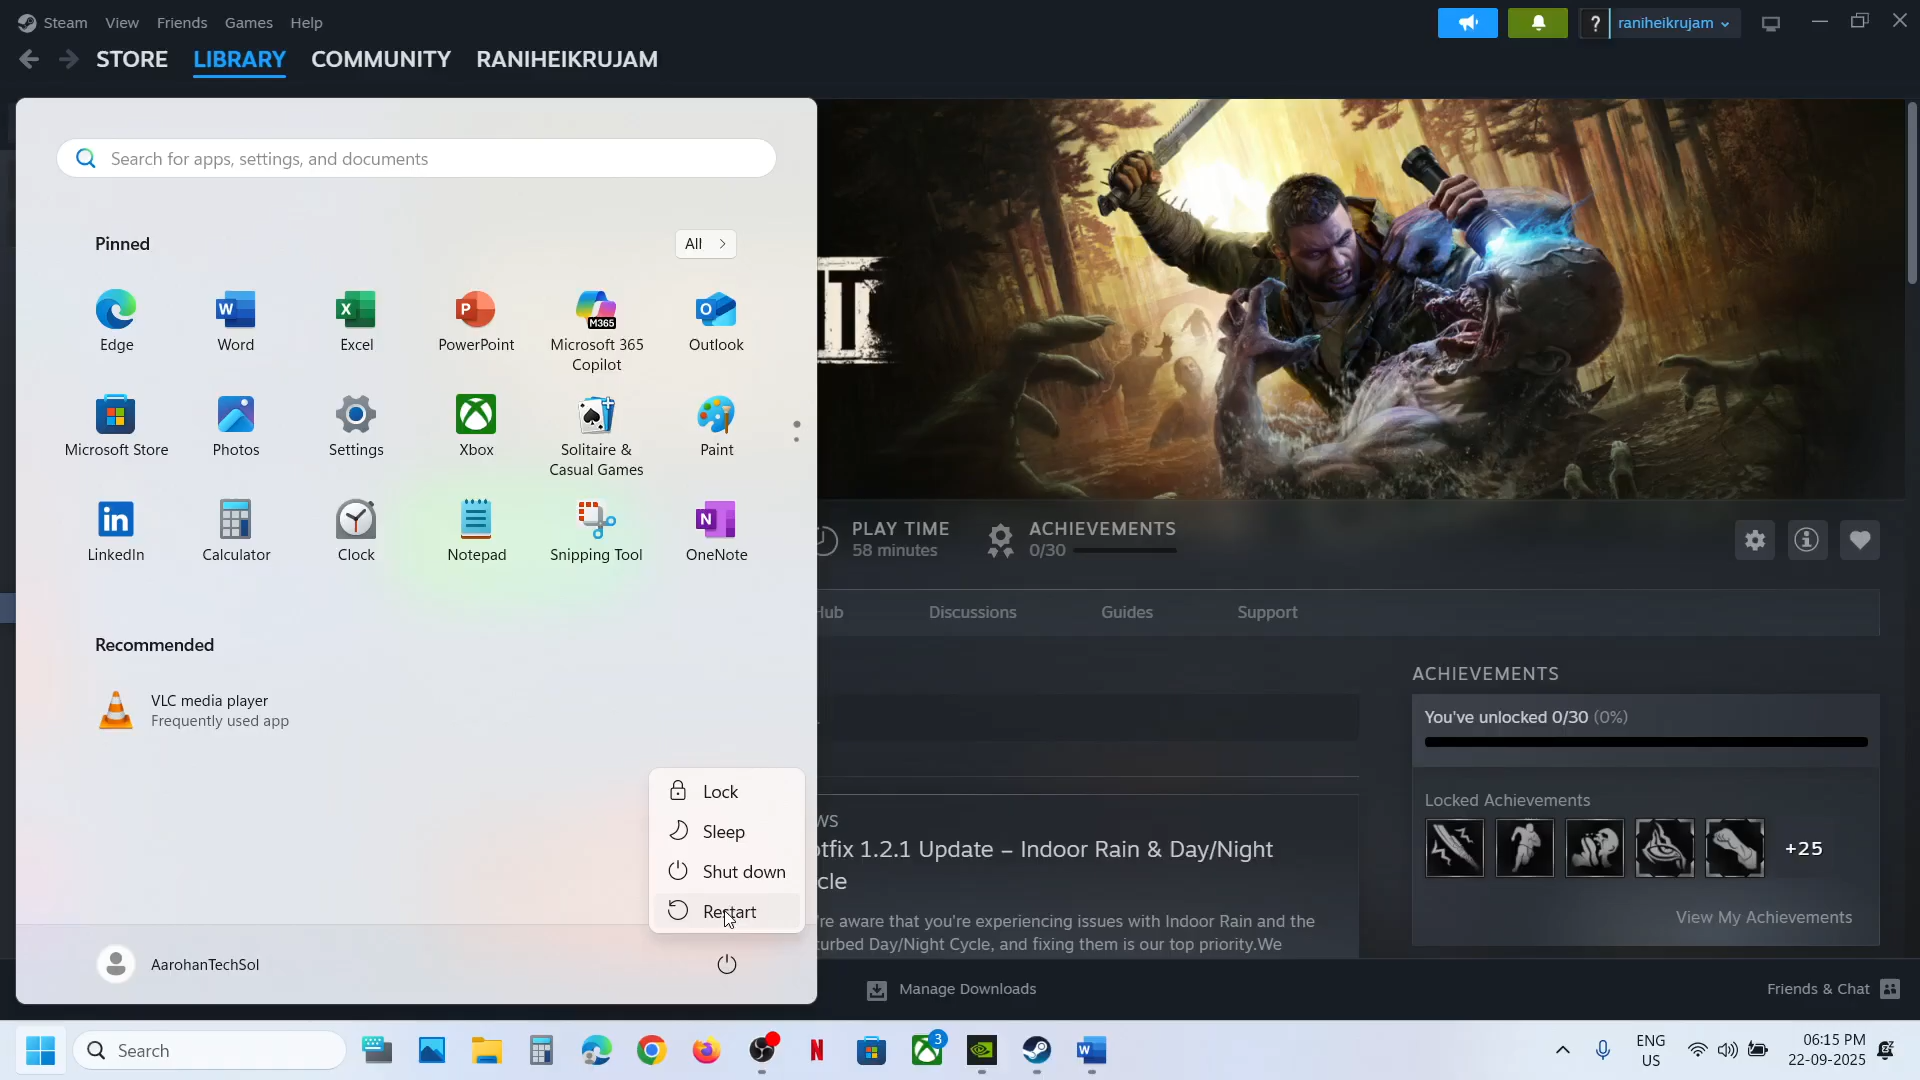 Steam View Friends Games Help
? raniheikrujam
STORE LIBRARY COMMUNITY RANIHEIKRUJAM
Search for apps, settings, and documents
Pinned
All
Edge
Word
Excel
PowerPoint
Microsoft 365
Copilot
Outlook
M365
Microsoft Store
Photos
Settings
Xbox
Solitaire &
Casual Games
Paint
LinkedIn
Calculator
Clock
Notepad
Snipping Tool
OneNote
Recommended
VLC media player
Frequently used app
Lock
Sleep
Shut down
Restart
AarohanTechSol
PLAY TIME
58 minutes
ACHIEVEMENTS
0/30
Discussions Guides Support
ACHIEVEMENTS
You've unlocked 0/30 (0%)
Locked Achievements
+25
View My Achievements
tfix 1.2.1 Update – Indoor Rain & Day/Night
cle
're aware that you're experiencing issues with Indoor Rain and the
turbed Day/Night Cycle, and fixing them is our top priority.We
Manage Downloads
Friends & Chat
Search
3
ENG
US
06:15 PM
22-09-2025